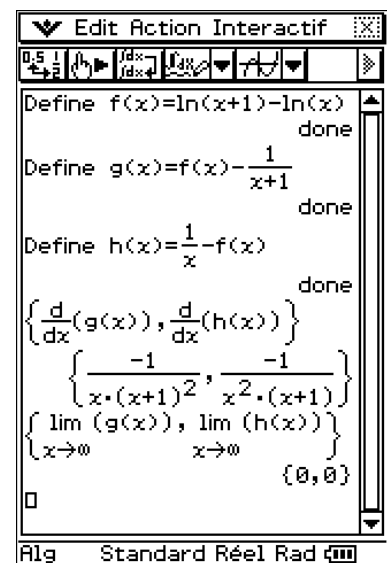 Edit Action Interactif
Define f(x)=ln(x+1)-ln(x)
done
Define g(x)=f(x)-1/(x+1)
done
Define h(x)=1/x-f(x)
done
{d/dx(g(x)),d/dx(h(x))}
{-1/(x·(x+1)^2),-1/(x^2·(x+1))}
{lim x→∞ (g(x)), lim x→∞ (h(x))}
{0,0}
Alg Standard Réel Rad